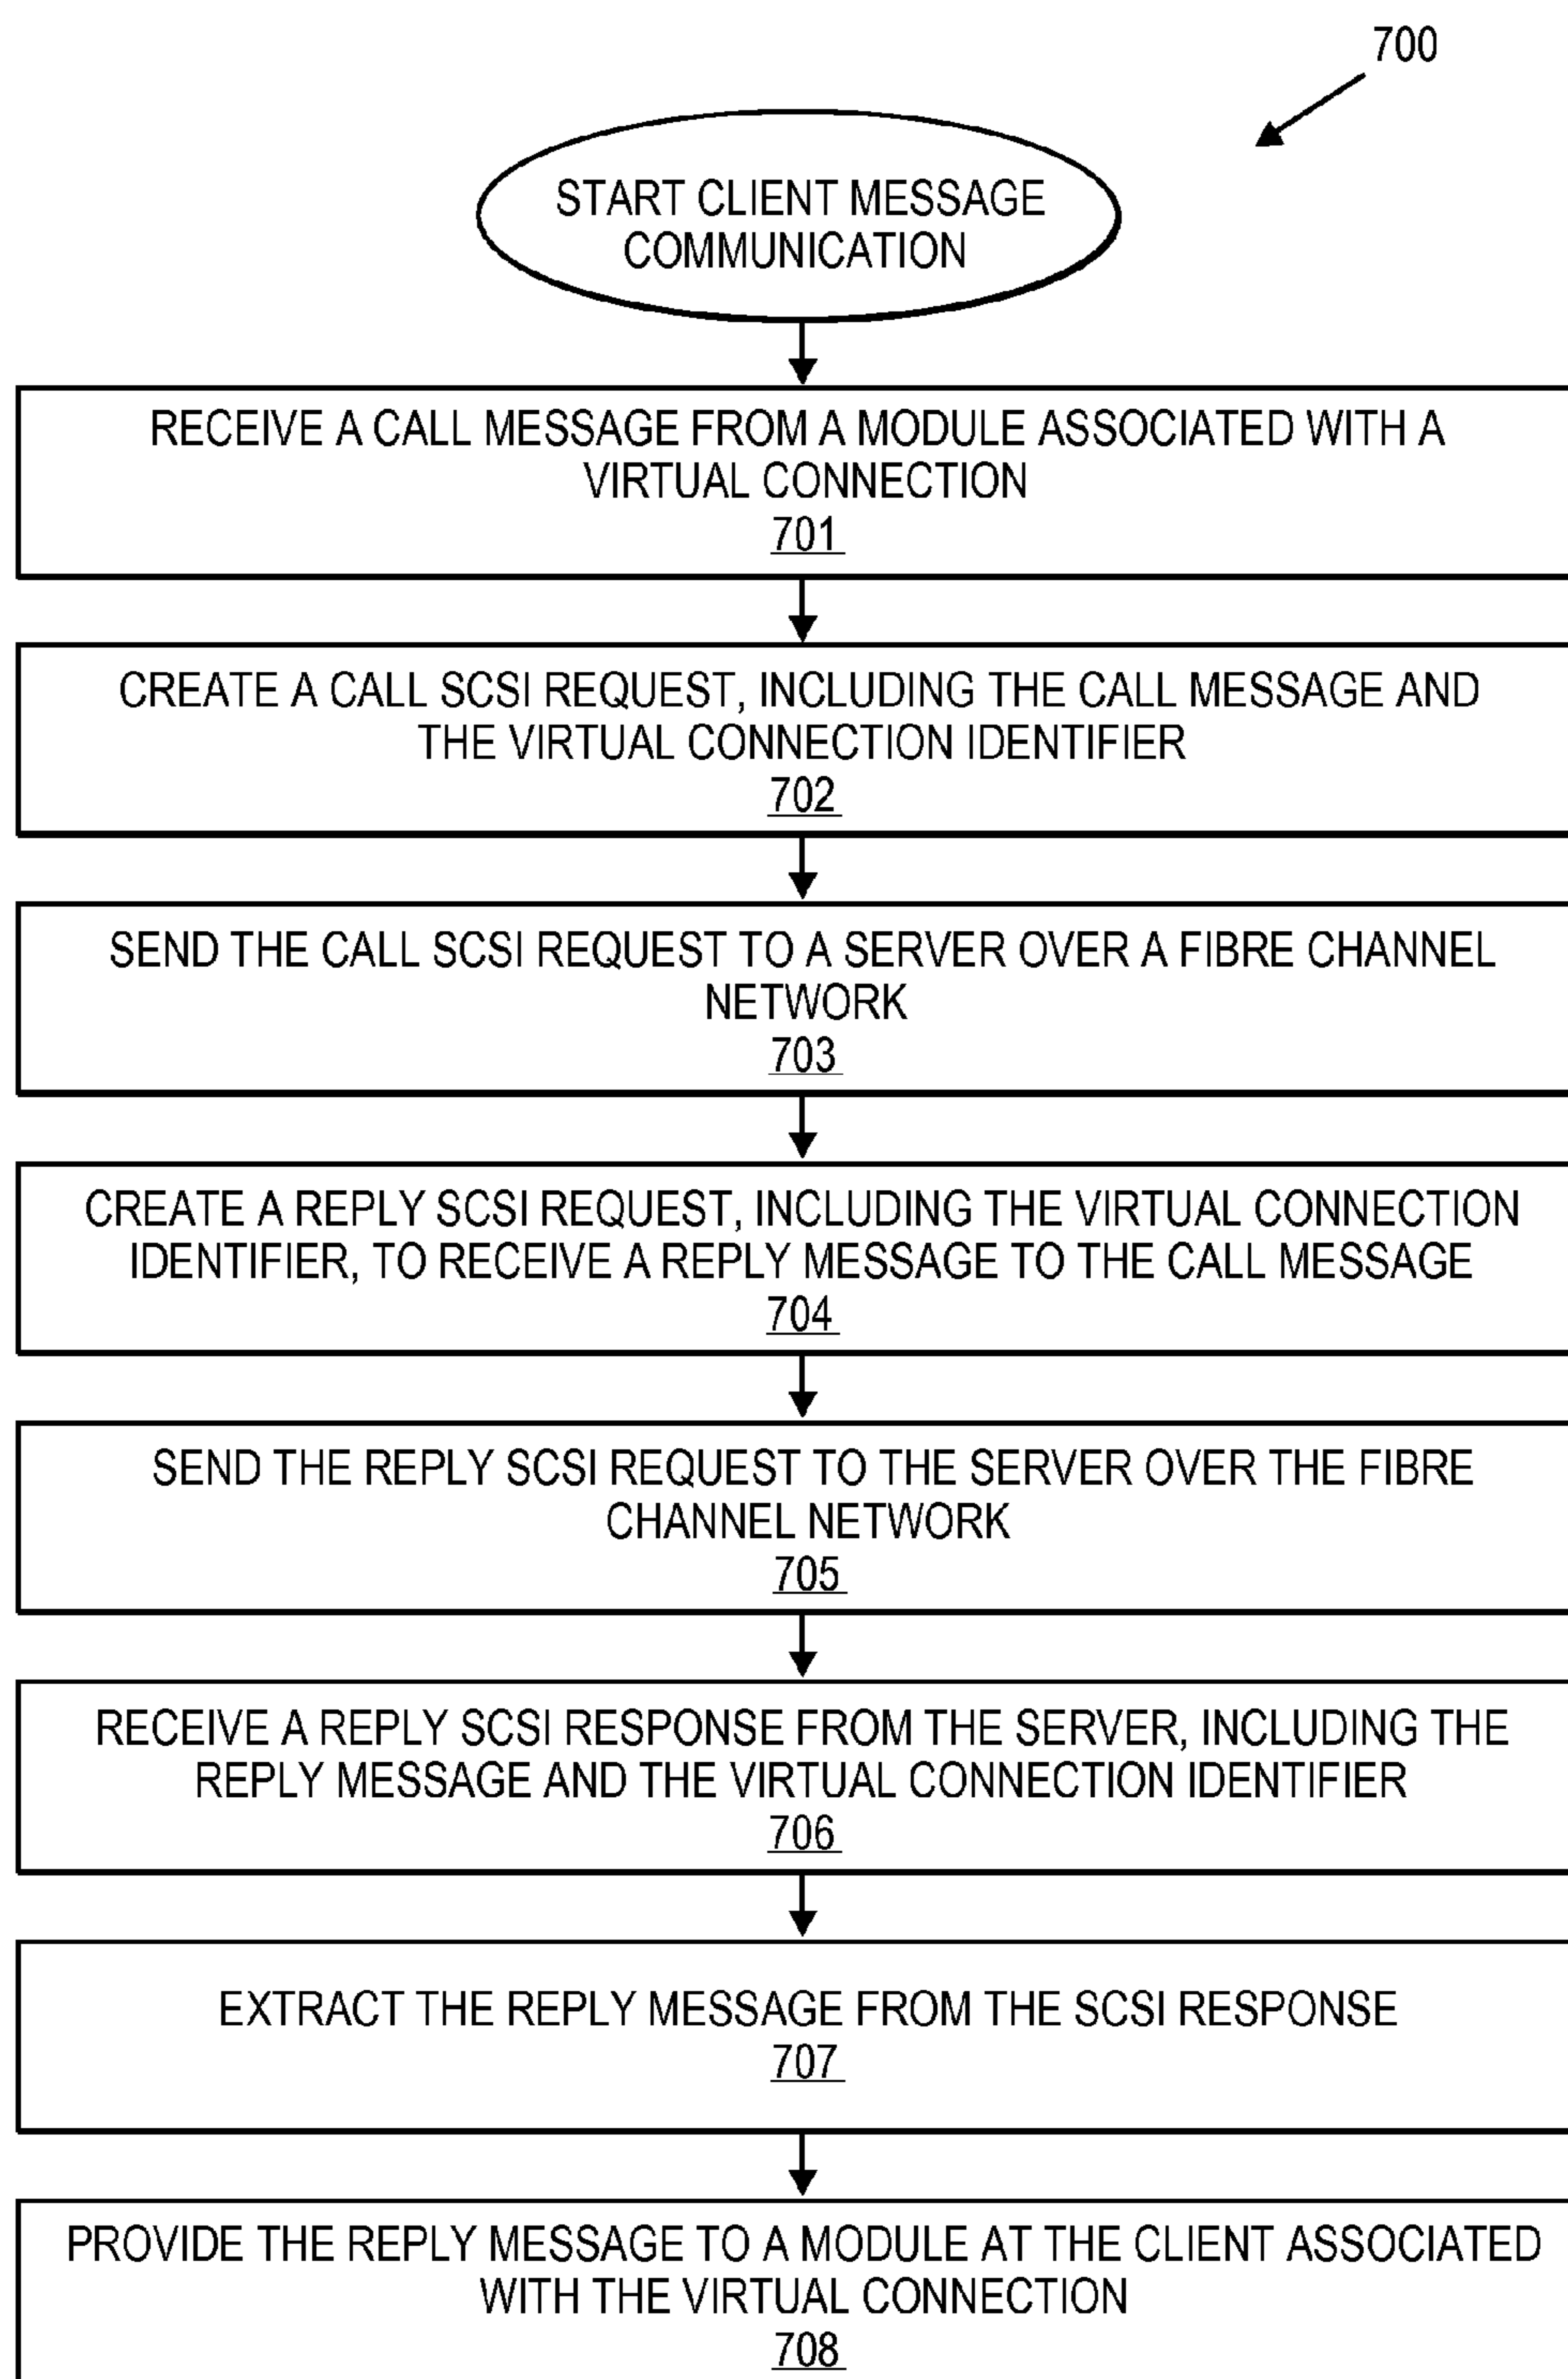 700
START CLIENT MESSAGE
COMMUNICATION
RECEIVE A CALL MESSAGE FROM A MODULE ASSOCIATED WITH A
VIRTUAL CONNECTION
701
CREATE A CALL SCSI REQUEST, INCLUDING THE CALL MESSAGE AND
THE VIRTUAL CONNECTION IDENTIFIER
702
SEND THE CALL SCSI REQUEST TO A SERVER OVER A FIBRE CHANNEL
NETWORK
703
CREATE A REPLY SCSI REQUEST, INCLUDING THE VIRTUAL CONNECTION
IDENTIFIER, TO RECEIVE A REPLY MESSAGE TO THE CALL MESSAGE
704
SEND THE REPLY SCSI REQUEST TO THE SERVER OVER THE FIBRE
CHANNEL NETWORK
705
RECEIVE A REPLY SCSI RESPONSE FROM THE SERVER, INCLUDING THE
REPLY MESSAGE AND THE VIRTUAL CONNECTION IDENTIFIER
706
EXTRACT THE REPLY MESSAGE FROM THE SCSI RESPONSE
707
PROVIDE THE REPLY MESSAGE TO A MODULE AT THE CLIENT ASSOCIATED
WITH THE VIRTUAL CONNECTION
708